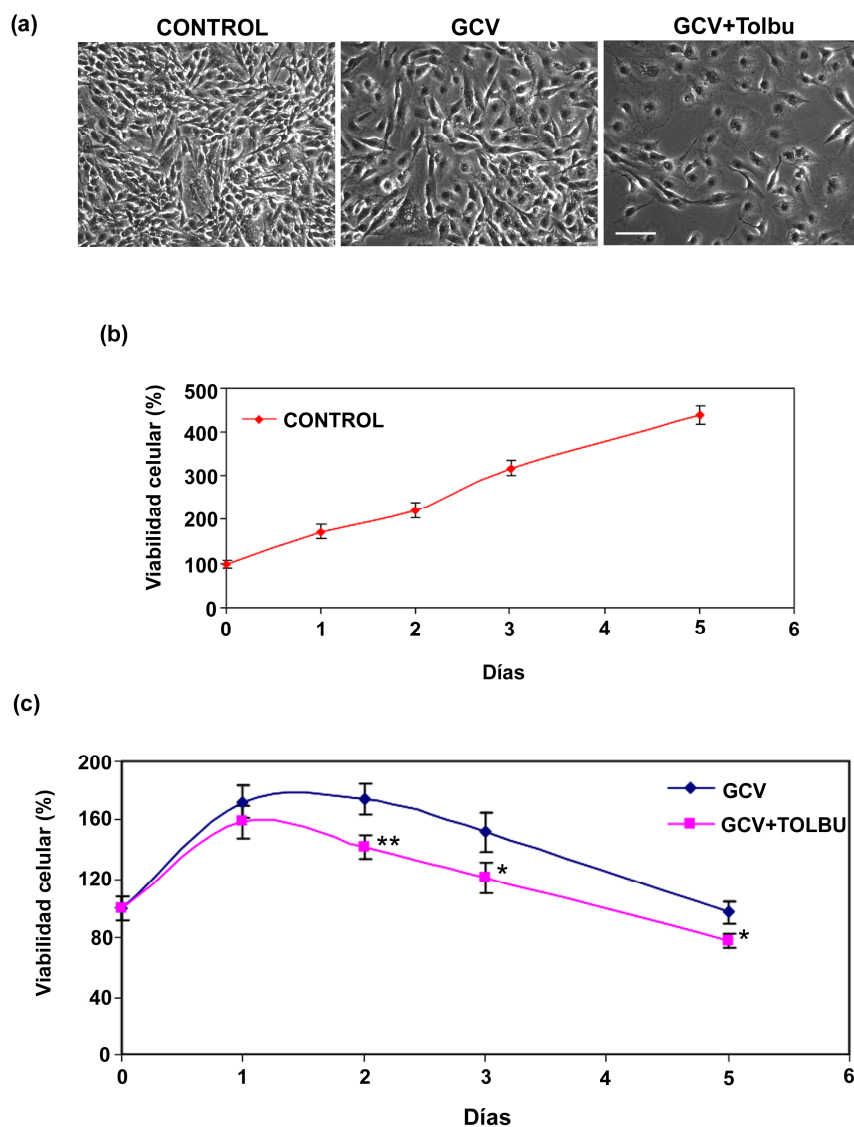 (a)
CONTROL GCV GCV+Tolbu
(b)
Viabilidad celular (%)
500
400
300
200
100
0
CONTROL
0 1 2 3 4 5 6
Días
(c)
Viabilidad celular (%)
200
160
120
80
40
0
GCV
GCV+TOLBU
**
*
*
0 1 2 3 4 5 6
Días